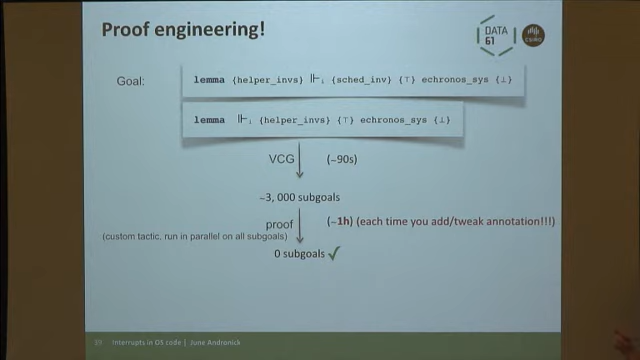 Proof engineering!
DATA
61
CSIRO
Goal:
lemma {helper_invs} ⊩ᵢ {sched_inv} {⊤} echronos_sys {⊥}
lemma ⊩ᵢ {helper_invs} {⊤} echronos_sys {⊥}
VCG (~90s)
~3, 000 subgoals
proof (~1h) (each time you add/tweak annotation!!!)
(custom tactic, run in parallel on all subgoals)
0 subgoals ✓
39 Interrupts in OS code | June Andronick